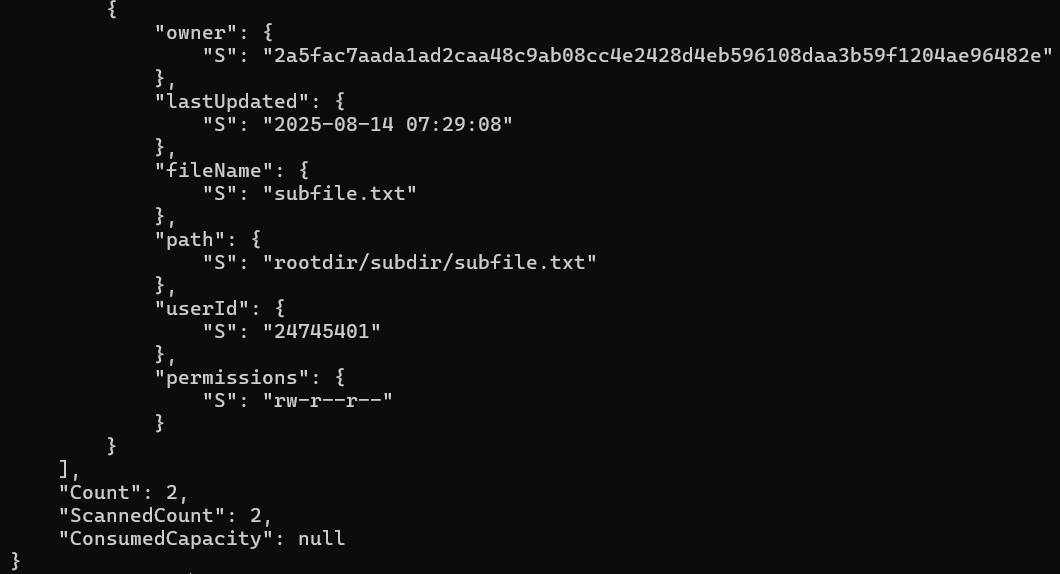 {
"owner": {
"S": "2a5fac7aada1ad2caa48c9ab08cc4e2428d4eb596108daa3b59f1204ae96482e"
},
"lastUpdated": {
"S": "2025-08-14 07:29:08"
},
"fileName": {
"S": "subfile.txt"
},
"path": {
"S": "rootdir/subdir/subfile.txt"
},
"userId": {
"S": "24745401"
},
"permissions": {
"S": "rw-r--r--"
}
}
],
"Count": 2,
"ScannedCount": 2,
"ConsumedCapacity": null
}